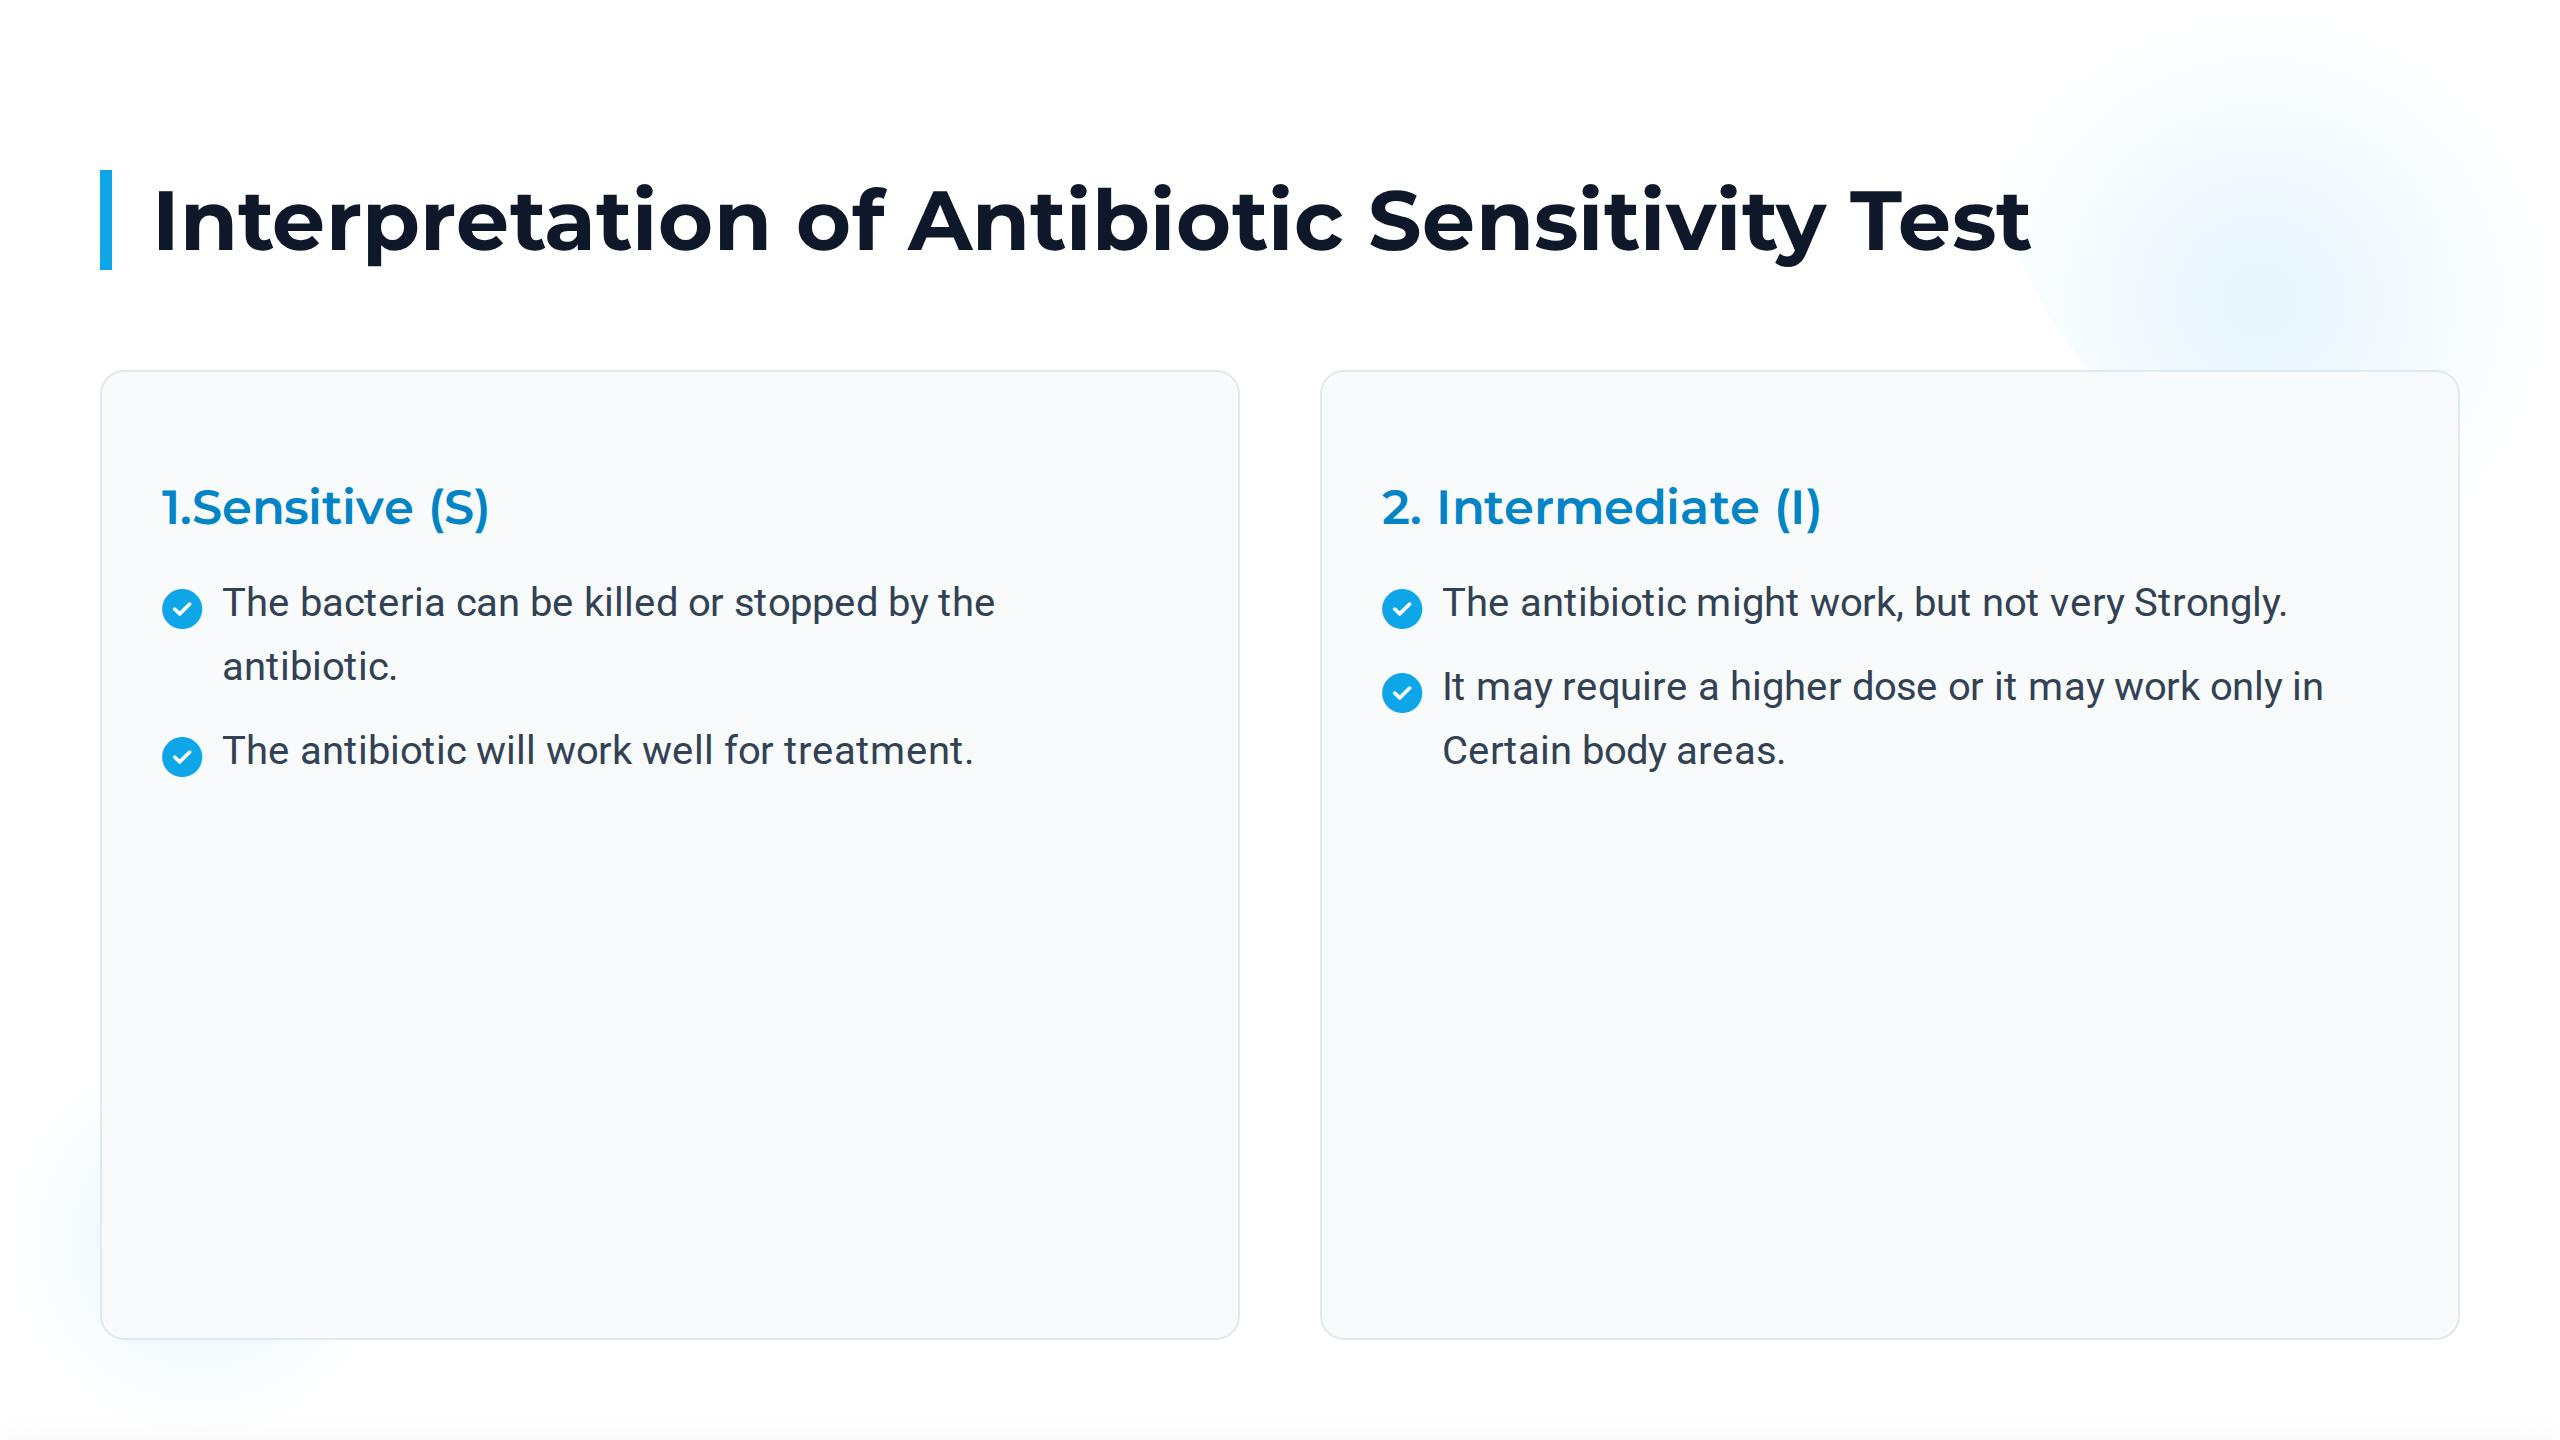 Interpretation of Antibiotic Sensitivity Test
1.Sensitive (S)
The bacteria can be killed or stopped by the
antibiotic.
The antibiotic will work well for treatment.
2. Intermediate (I)
The antibiotic might work, but not very Strongly.
It may require a higher dose or it may work only in
Certain body areas.